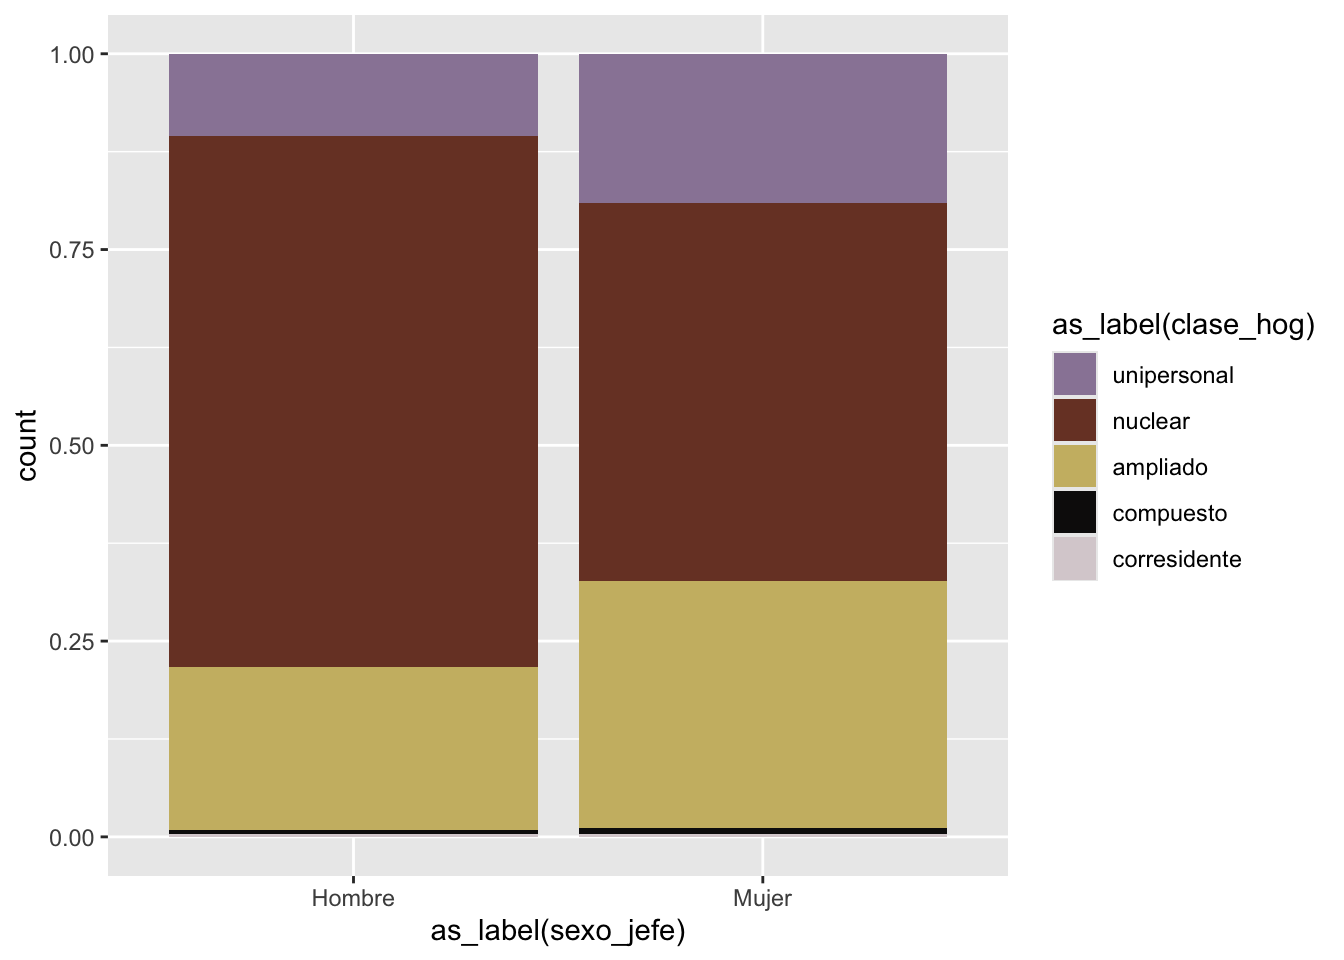 1.00
0.75
0.50
0.25
0.00
count
Hombre
Mujer
as_label(sexo_jefe)
as_label(clase_hog)
unipersonal
nuclear
ampliado
compuesto
corresidente